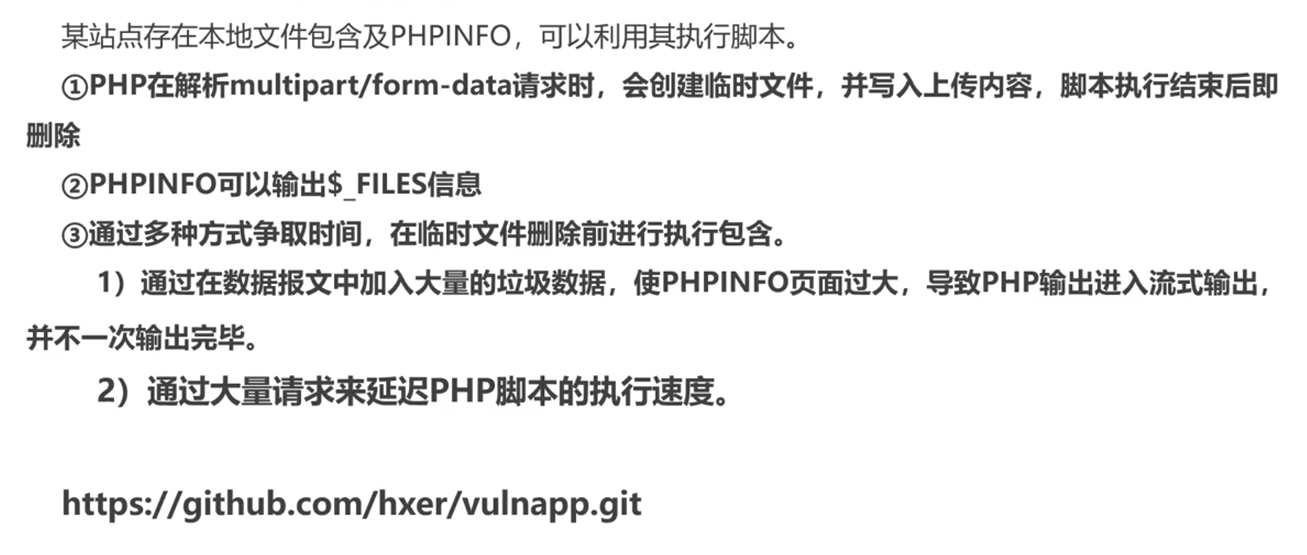 某站点存在本地文件包含及PHPINFO，可以利用其执行脚本。
①PHP在解析multipart/form-data请求时，会创建临时文件，并写入上传内容，脚本执行结束后即
删除
②PHPINFO可以输出$_FILES信息
③通过多种方式争取时间，在临时文件删除前进行执行包含。
1）通过在数据报文中加入大量的垃圾数据，使PHPINFO页面过大，导致PHP输出进入流式输出，
并不一次输出完毕。
2）通过大量请求来延迟PHP脚本的执行速度。
https://github.com/hxer/vulnapp.git